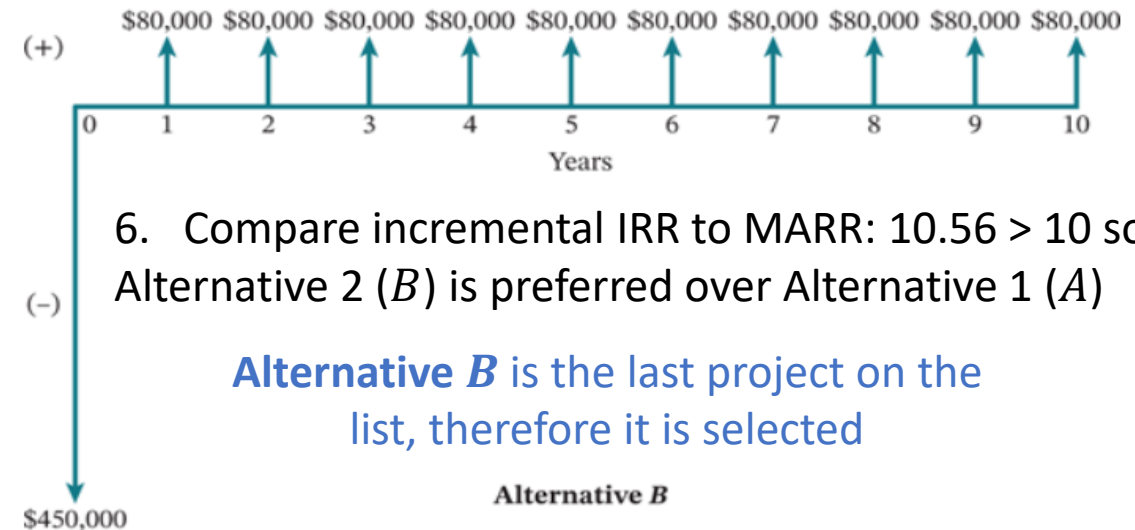 $80,000 $80,000 $80,000 $80,000 $80,000 $80,000 $80,000 $80,000 $80,000 $80,000
(+)
0 1 2 3 4 5 6 7 8 9 10
Years
6. Compare incremental IRR to MARR: 10.56 > 10 so
Alternative 2 (B) is preferred over Alternative 1 (A)
(−)
Alternative B is the last project on the
list, therefore it is selected
Alternative B
$450,000